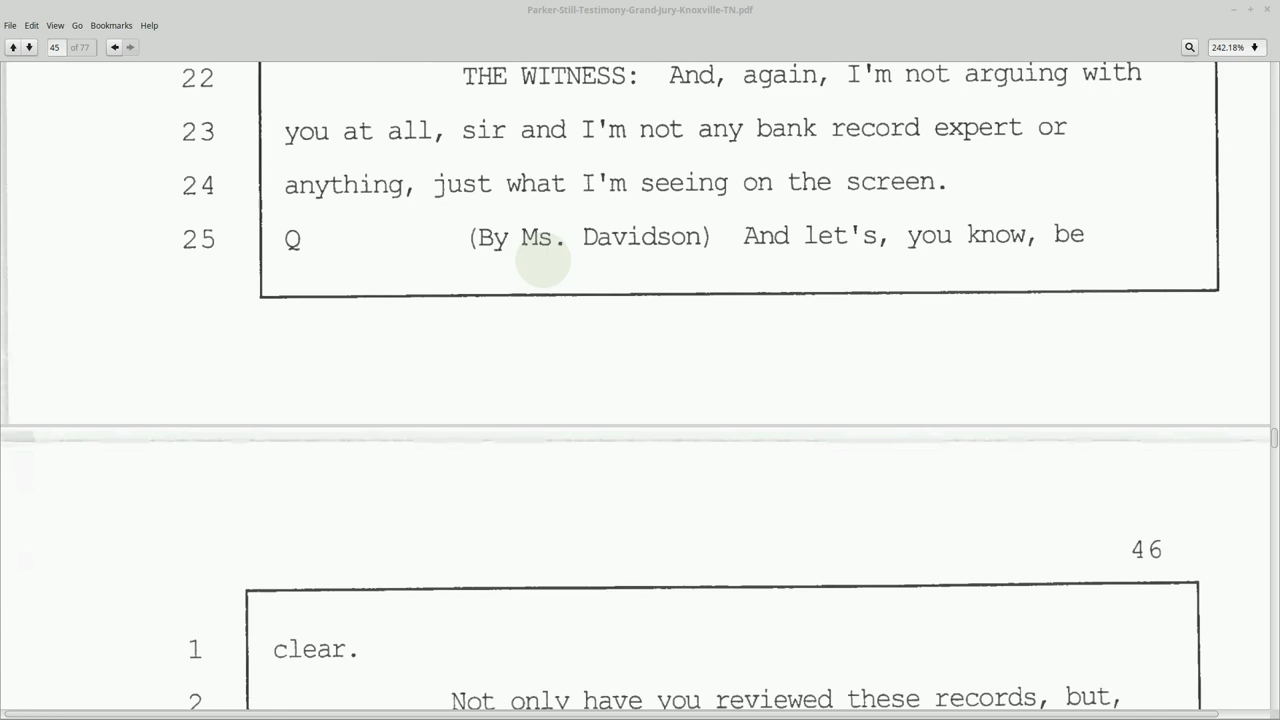 Parker-Still-Testimony-Grand-Jury-Knoxville-TN.pdf
File Edit View Go Bookmarks Help
45 of 77 242.18%
22 THE WITNESS: And, again, I'm not arguing with
23 you at all, sir and I'm not any bank record expert or
24 anything, just what I'm seeing on the screen.
25 Q (By Ms. Davidson) And let's, you know, be
46
1 clear.
2 Not only have you reviewed these records, but,